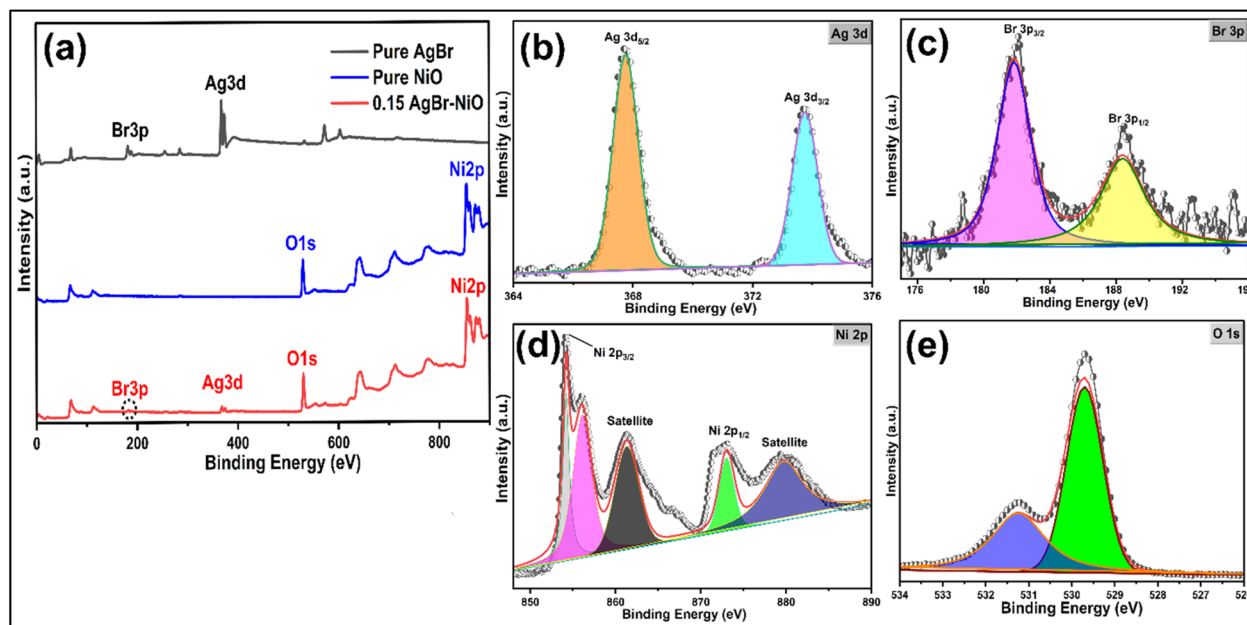 (a)
Pure AgBr
Pure NiO
0.15 AgBr-NiO
Ag3d
Br3p
Ni2p
O1s
Ni2p
O1s
Br3p
Ag3d
Intensity (a.u.)
0 200 400 600 800
Binding Energy (eV)
(b)
Ag 3d
Ag 3d5/2
Ag 3d3/2
Intensity (a.u.)
364 368 372 376
Binding Energy (eV)
(c)
Br 3p
Br 3p3/2
Br 3p1/2
Intensity (a.u.)
176 180 184 188 192
Binding Energy (eV)
(d)
Ni 2p
Ni 2p3/2
Satellite
Ni 2p1/2
Satellite
Intensity (a.u.)
850 860 870 880 890
Binding Energy (eV)
(e)
O 1s
Intensity (a.u.)
534 533 532 531 530 529 528 527
Binding Energy (eV)